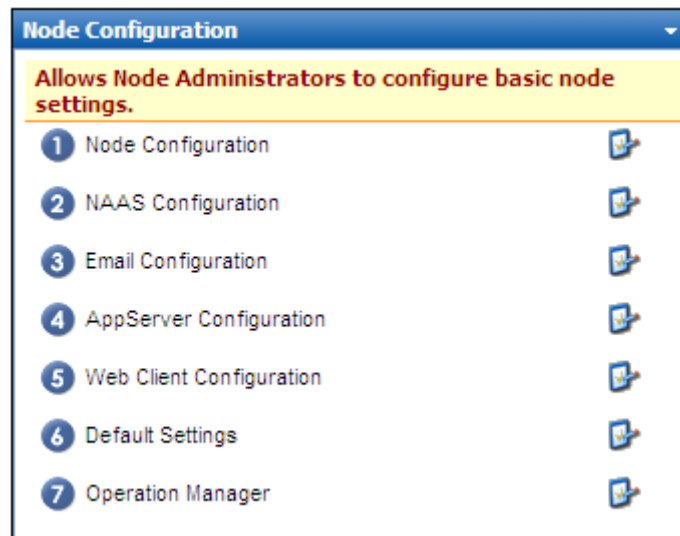 Node Configuration
Allows Node Administrators to configure basic node
settings.
1 Node Configuration
2 NAAS Configuration
3 Email Configuration
4 AppServer Configuration
5 Web Client Configuration
6 Default Settings
7 Operation Manager